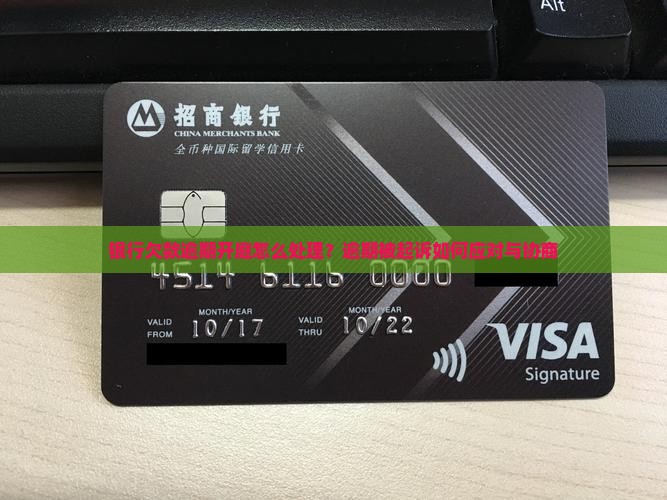 Alt
招商銀行
CHINA MERCHANTS BANK
全币种国际留学信用卡
银行欠款逾期开庭怎么处理？逾期被起诉如何应对与协商
4514 6116 0000
MONTH/YEAR MONTH/YEAR
VALID FROM 10/17 VALID THRU 10/22
VISA
Signature